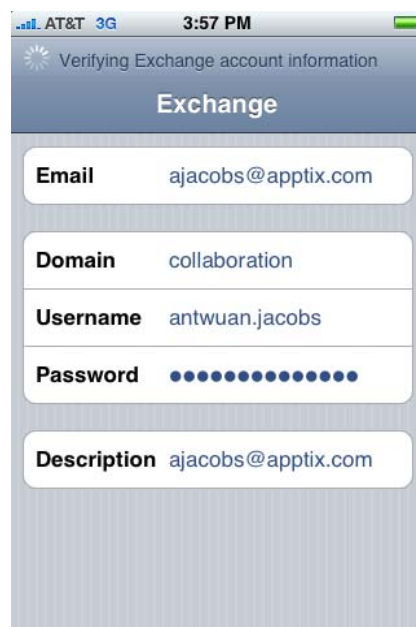 AT&T 3G 3:57 PM
Verifying Exchange account information
Exchange
Email ajacobs@apptix.com
Domain collaboration
Username antwuan.jacobs
Password ●●●●●●●●●●●●●●
Description ajacobs@apptix.com